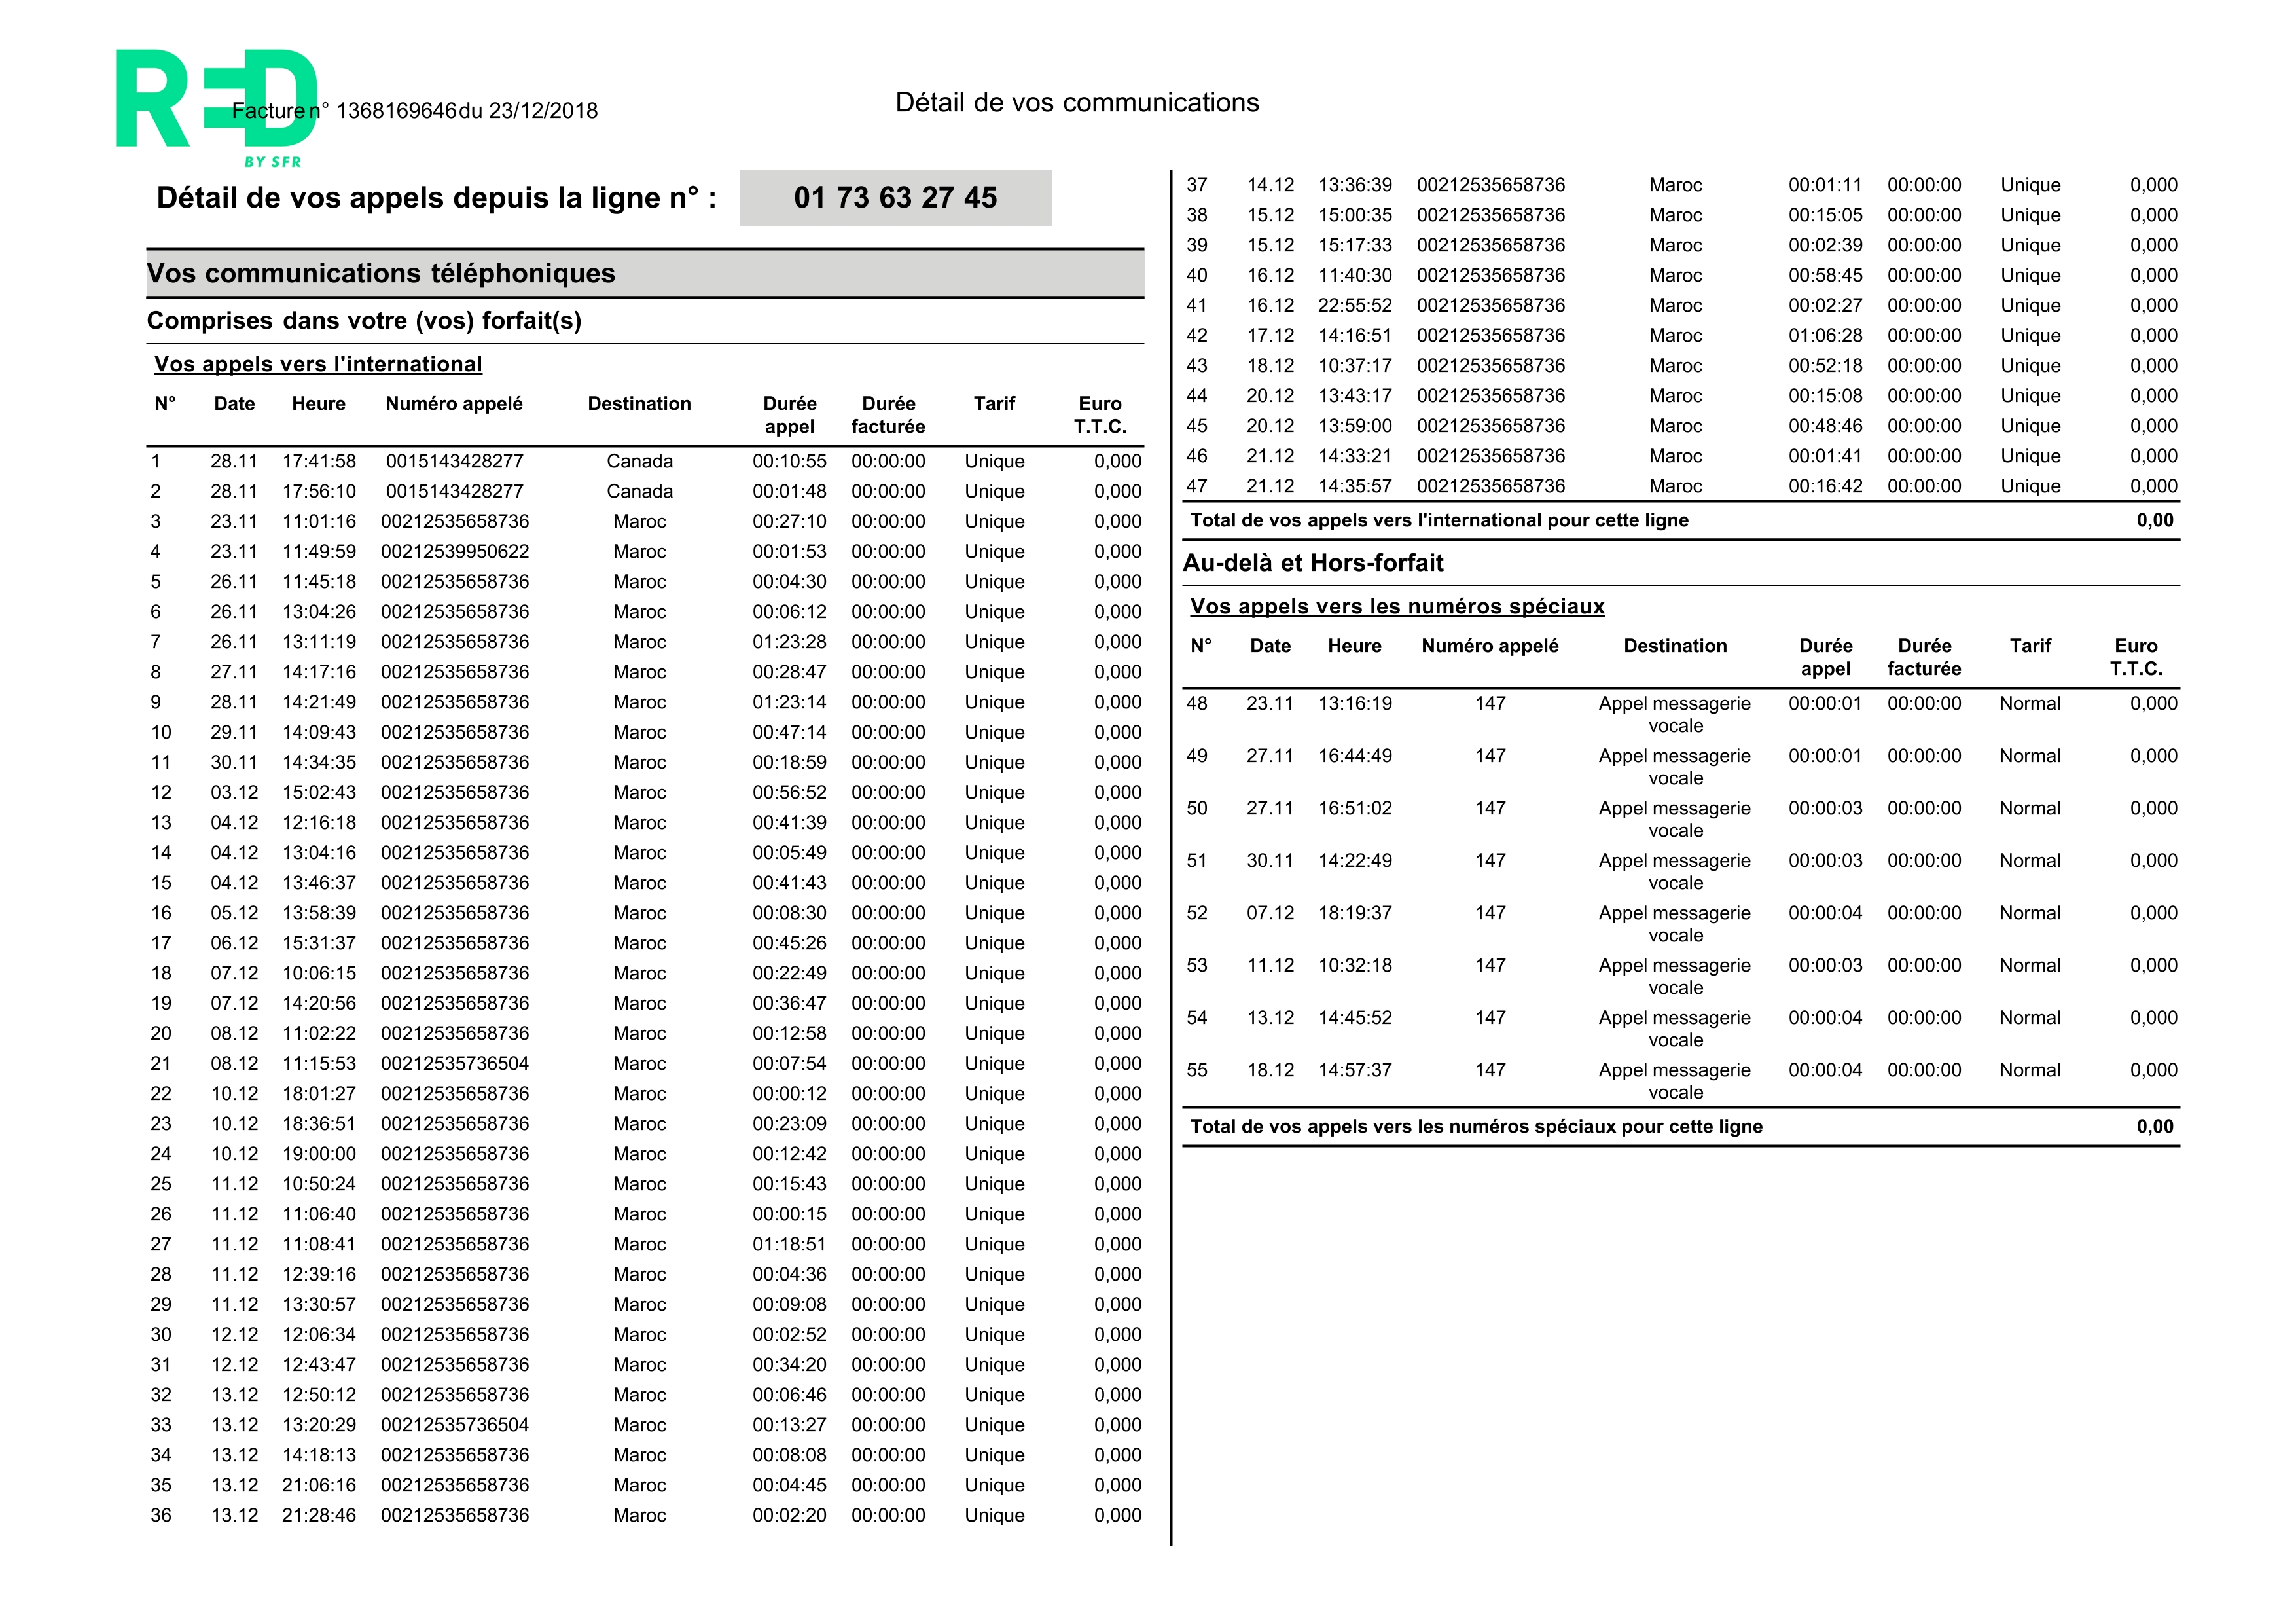 RED
BY SFR
Facture n° 1368169646 du 23/12/2018
Détail de vos communications
Détail de vos appels depuis la ligne n° : 01 73 63 27 45
Vos communications téléphoniques
Comprises dans votre (vos) forfait(s)
Vos appels vers l'international
N° Date Heure Numéro appelé Destination Durée appel Durée facturée Tarif Euro T.T.C.
1 28.11 17:41:58 0015143428277 Canada 00:10:55 00:00:00 Unique 0,000
2 28.11 17:56:10 0015143428277 Canada 00:01:48 00:00:00 Unique 0,000
3 23.11 11:01:16 00212535658736 Maroc 00:27:10 00:00:00 Unique 0,000
4 23.11 11:49:59 00212539950622 Maroc 00:01:53 00:00:00 Unique 0,000
5 26.11 11:45:18 00212535658736 Maroc 00:04:30 00:00:00 Unique 0,000
6 26.11 13:04:26 00212535658736 Maroc 00:06:12 00:00:00 Unique 0,000
7 26.11 13:11:19 00212535658736 Maroc 01:23:28 00:00:00 Unique 0,000
8 27.11 14:17:16 00212535658736 Maroc 00:28:47 00:00:00 Unique 0,000
9 28.11 14:21:49 00212535658736 Maroc 01:23:14 00:00:00 Unique 0,000
10 29.11 14:09:43 00212535658736 Maroc 00:47:14 00:00:00 Unique 0,000
11 30.11 14:34:35 00212535658736 Maroc 00:18:59 00:00:00 Unique 0,000
12 03.12 15:02:43 00212535658736 Maroc 00:56:52 00:00:00 Unique 0,000
13 04.12 12:16:18 00212535658736 Maroc 00:41:39 00:00:00 Unique 0,000
14 04.12 13:04:16 00212535658736 Maroc 00:05:49 00:00:00 Unique 0,000
15 04.12 13:46:37 00212535658736 Maroc 00:41:43 00:00:00 Unique 0,000
16 05.12 13:58:39 00212535658736 Maroc 00:08:30 00:00:00 Unique 0,000
17 06.12 15:31:37 00212535658736 Maroc 00:45:26 00:00:00 Unique 0,000
18 07.12 10:06:15 00212535658736 Maroc 00:22:49 00:00:00 Unique 0,000
19 07.12 14:20:56 00212535658736 Maroc 00:36:47 00:00:00 Unique 0,000
20 08.12 11:02:22 00212535658736 Maroc 00:12:58 00:00:00 Unique 0,000
21 08.12 11:15:53 00212535736504 Maroc 00:07:54 00:00:00 Unique 0,000
22 10.12 18:01:27 00212535658736 Maroc 00:00:12 00:00:00 Unique 0,000
23 10.12 18:36:51 00212535658736 Maroc 00:23:09 00:00:00 Unique 0,000
24 10.12 19:00:00 00212535658736 Maroc 00:12:42 00:00:00 Unique 0,000
25 11.12 10:50:24 00212535658736 Maroc 00:15:43 00:00:00 Unique 0,000
26 11.12 11:06:40 00212535658736 Maroc 00:00:15 00:00:00 Unique 0,000
27 11.12 11:08:41 00212535658736 Maroc 01:18:51 00:00:00 Unique 0,000
28 11.12 12:39:16 00212535658736 Maroc 00:04:36 00:00:00 Unique 0,000
29 11.12 13:30:57 00212535658736 Maroc 00:09:08 00:00:00 Unique 0,000
30 12.12 12:06:34 00212535658736 Maroc 00:02:52 00:00:00 Unique 0,000
31 12.12 12:43:47 00212535658736 Maroc 00:34:20 00:00:00 Unique 0,000
32 13.12 12:50:12 00212535658736 Maroc 00:06:46 00:00:00 Unique 0,000
33 13.12 13:20:29 00212535736504 Maroc 00:13:27 00:00:00 Unique 0,000
34 13.12 14:18:13 00212535658736 Maroc 00:08:08 00:00:00 Unique 0,000
35 13.12 21:06:16 00212535658736 Maroc 00:04:45 00:00:00 Unique 0,000
36 13.12 21:28:46 00212535658736 Maroc 00:02:20 00:00:00 Unique 0,000
37 14.12 13:36:39 00212535658736 Maroc 00:01:11 00:00:00 Unique 0,000
38 15.12 15:00:35 00212535658736 Maroc 00:15:05 00:00:00 Unique 0,000
39 15.12 15:17:33 00212535658736 Maroc 00:02:39 00:00:00 Unique 0,000
40 16.12 11:40:30 00212535658736 Maroc 00:58:45 00:00:00 Unique 0,000
41 16.12 22:55:52 00212535658736 Maroc 00:02:27 00:00:00 Unique 0,000
42 17.12 14:16:51 00212535658736 Maroc 01:06:28 00:00:00 Unique 0,000
43 18.12 10:37:17 00212535658736 Maroc 00:52:18 00:00:00 Unique 0,000
44 20.12 13:43:17 00212535658736 Maroc 00:15:08 00:00:00 Unique 0,000
45 20.12 13:59:00 00212535658736 Maroc 00:48:46 00:00:00 Unique 0,000
46 21.12 14:33:21 00212535658736 Maroc 00:01:41 00:00:00 Unique 0,000
47 21.12 14:35:57 00212535658736 Maroc 00:16:42 00:00:00 Unique 0,000
Total de vos appels vers l'international pour cette ligne 0,00
Au-delà et Hors-forfait
Vos appels vers les numéros spéciaux
N° Date Heure Numéro appelé Destination Durée appel Durée facturée Tarif Euro T.T.C.
48 23.11 13:16:19 147 Appel messagerie vocale 00:00:01 00:00:00 Normal 0,000
49 27.11 16:44:49 147 Appel messagerie vocale 00:00:01 00:00:00 Normal 0,000
50 27.11 16:51:02 147 Appel messagerie vocale 00:00:03 00:00:00 Normal 0,000
51 30.11 14:22:49 147 Appel messagerie vocale 00:00:03 00:00:00 Normal 0,000
52 07.12 18:19:37 147 Appel messagerie vocale 00:00:04 00:00:00 Normal 0,000
53 11.12 10:32:18 147 Appel messagerie vocale 00:00:03 00:00:00 Normal 0,000
54 13.12 14:45:52 147 Appel messagerie vocale 00:00:04 00:00:00 Normal 0,000
55 18.12 14:57:37 147 Appel messagerie vocale 00:00:04 00:00:00 Normal 0,000
Total de vos appels vers les numéros spéciaux pour cette ligne 0,00